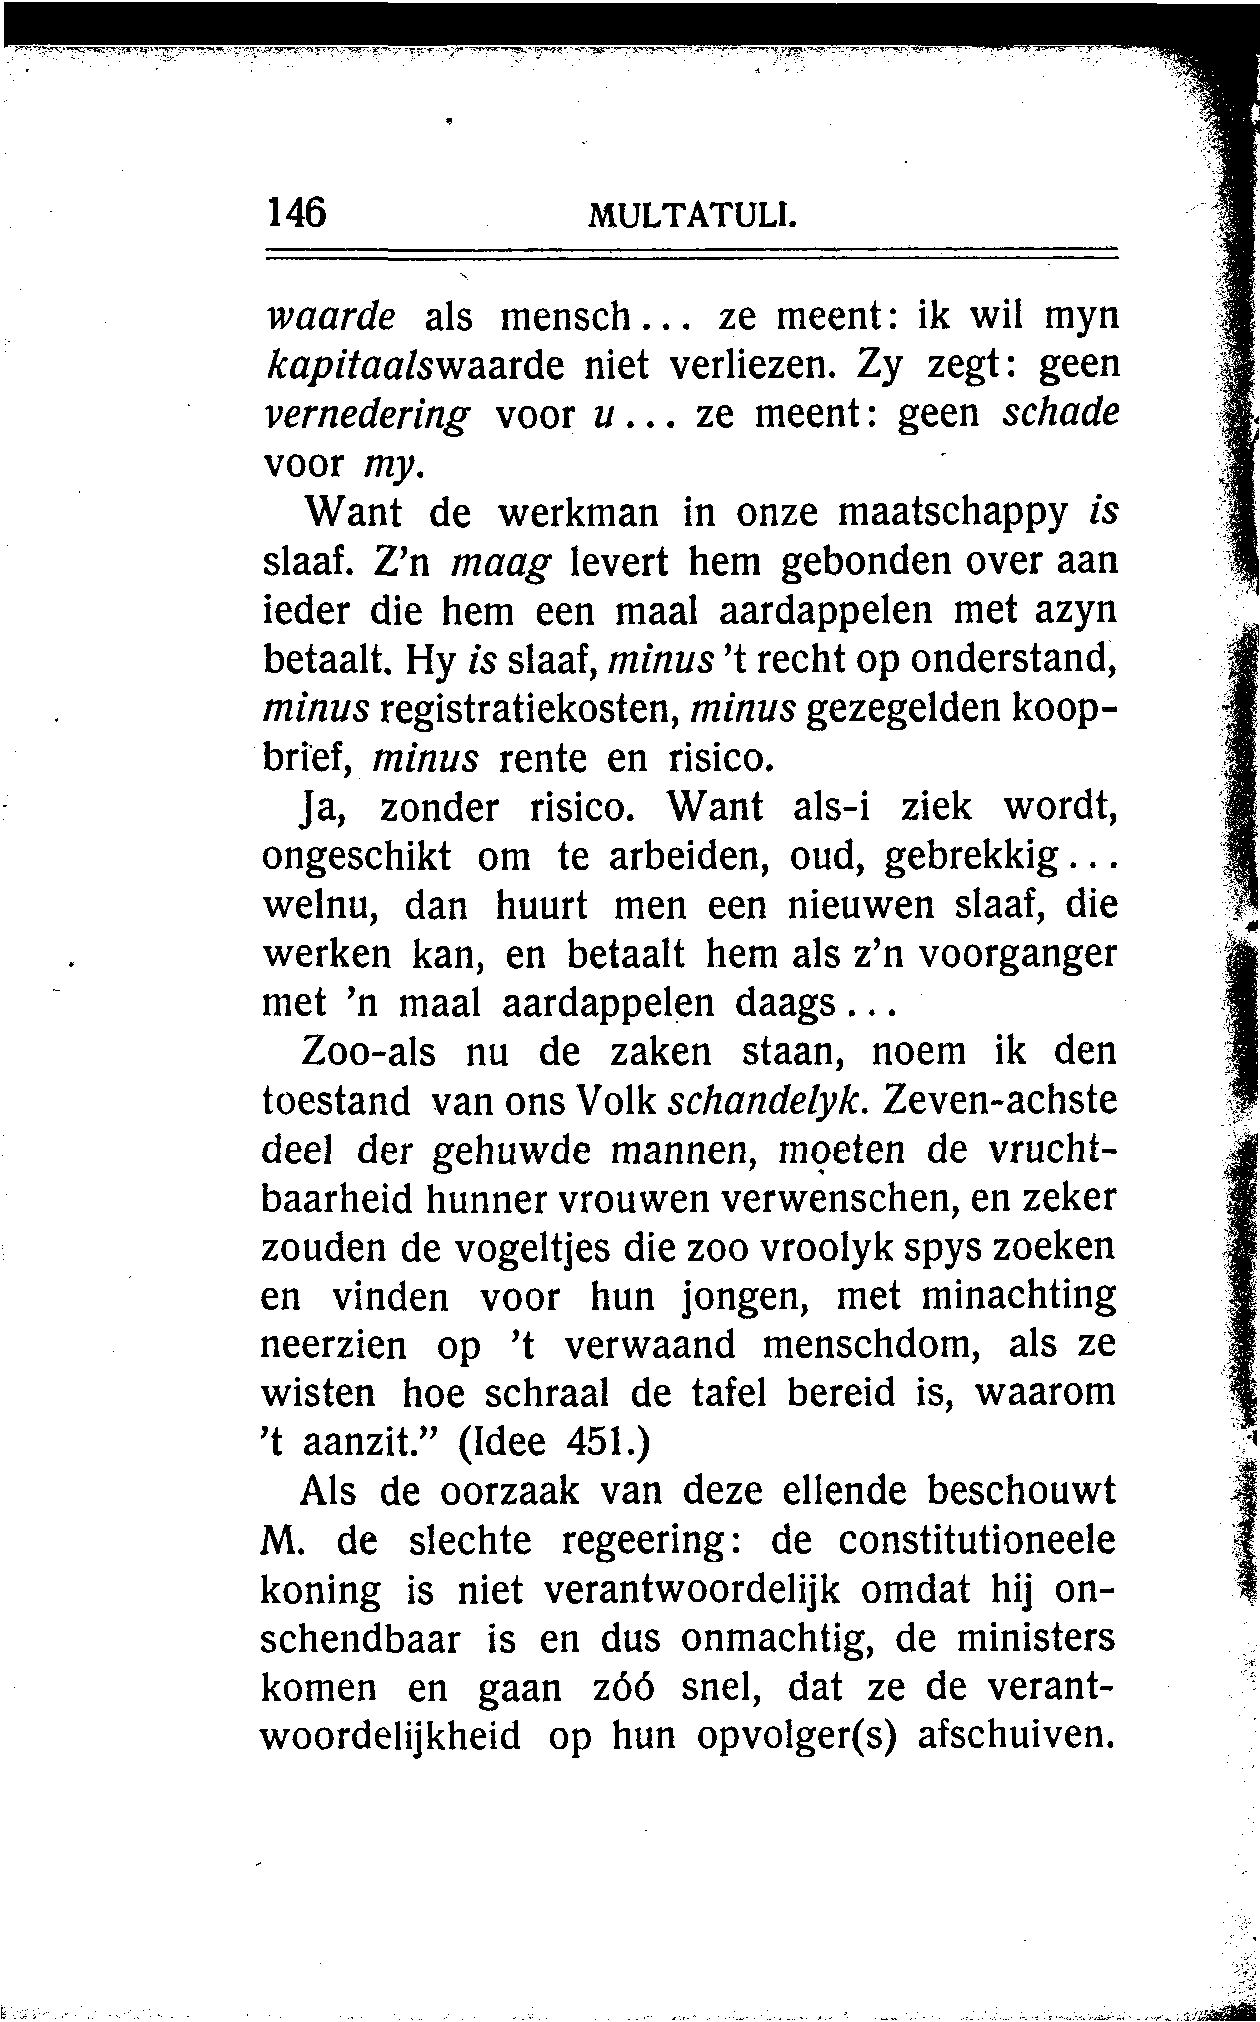 146 MULTATULI.
waarde als mensch... ze meent: ik wil myn
kapitaalswaarde niet verliezen. Zy zegt: geen
vernedering voor u... ze meent: geen schade
voor my.
Want de werkman in onze maatschappy is
slaaf. Z'n maag levert hem gebonden over aan
ieder die hem een maal aardappelen met azyn
betaalt. Hy is slaaf, minus 't recht op onderstand,
minus registratiekosten, minus gezegelden koop-
brief, minus rente en risico.
Ja, zonder risico. Want als-i ziek wordt,
ongeschikt om te arbeiden, oud, gebrekkig...
welnu, dan huurt men een nieuwen slaaf, die
werken kan, en betaalt hem als z'n voorganger
met 'n maal aardappelen daags...
Zoo-als nu de zaken staan, noem ik den
toestand van ons Volk schandelyk. Zeven-achste
deel der gehuwde mannen, moeten de vrucht-
baarheid hunner vrouwen verwenschen, en zeker
zouden de vogeltjes die zoo vroolyk spys zoeken
en vinden voor hun jongen, met minachting
neerzien op 't verwaand menschdom, als ze
wisten hoe schraal de tafel bereid is, waarom
't aanzit.” (Idee 451.)
Als de oorzaak van deze ellende beschouwt
M. de slechte regeering: de constitutioneele
koning is niet verantwoordelijk omdat hij on-
schendbaar is en dus onmachtig, de ministers
komen en gaan zóó snel, dat ze de verant-
woordelijkheid op hun opvolger(s) afschuiven.